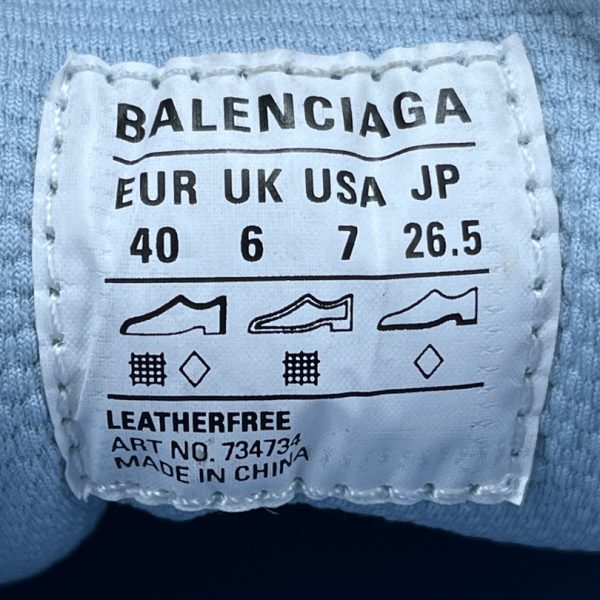 BALENCIAGA
EUR UK USA JP
40 6 7 26.5
LEATHERFREE
ART NO. 734734
MADE IN CHINA